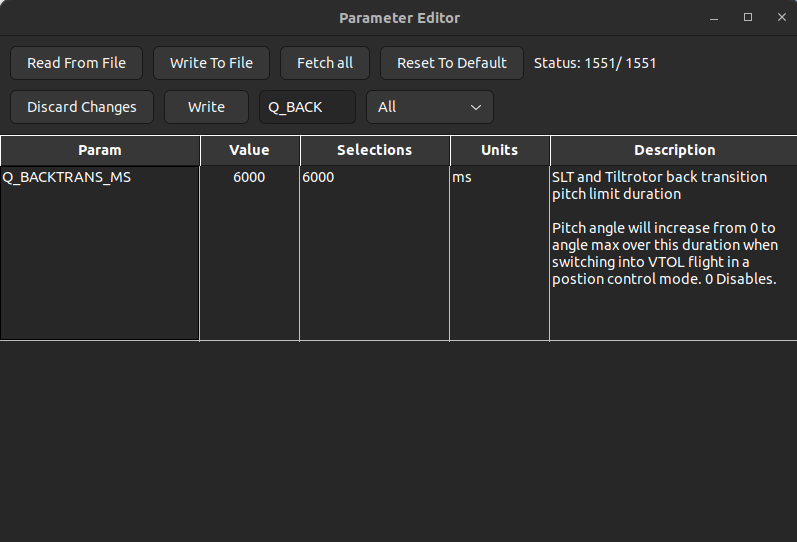 Parameter Editor
Read From File Write To File Fetch all Reset To Default Status: 1551/ 1551
Discard Changes Write Q_BACK All
Param Value Selections Units Description
Q_BACKTRANS_MS 6000 6000 ms SLT and Tiltrotor back transition
pitch limit duration
Pitch angle will increase from 0 to
angle max over this duration when
switching into VTOL flight in a
postion control mode. 0 Disables.